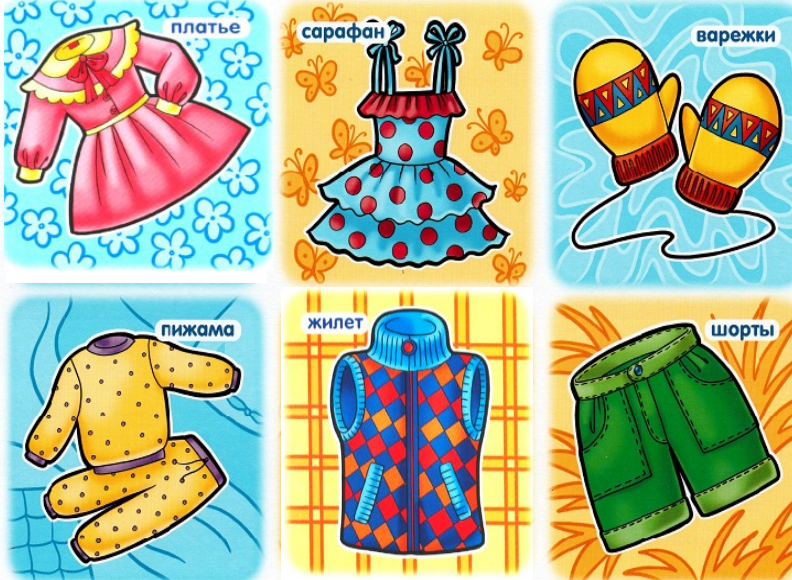 платье
сарафан
варежки
пижама
жилет
шорты